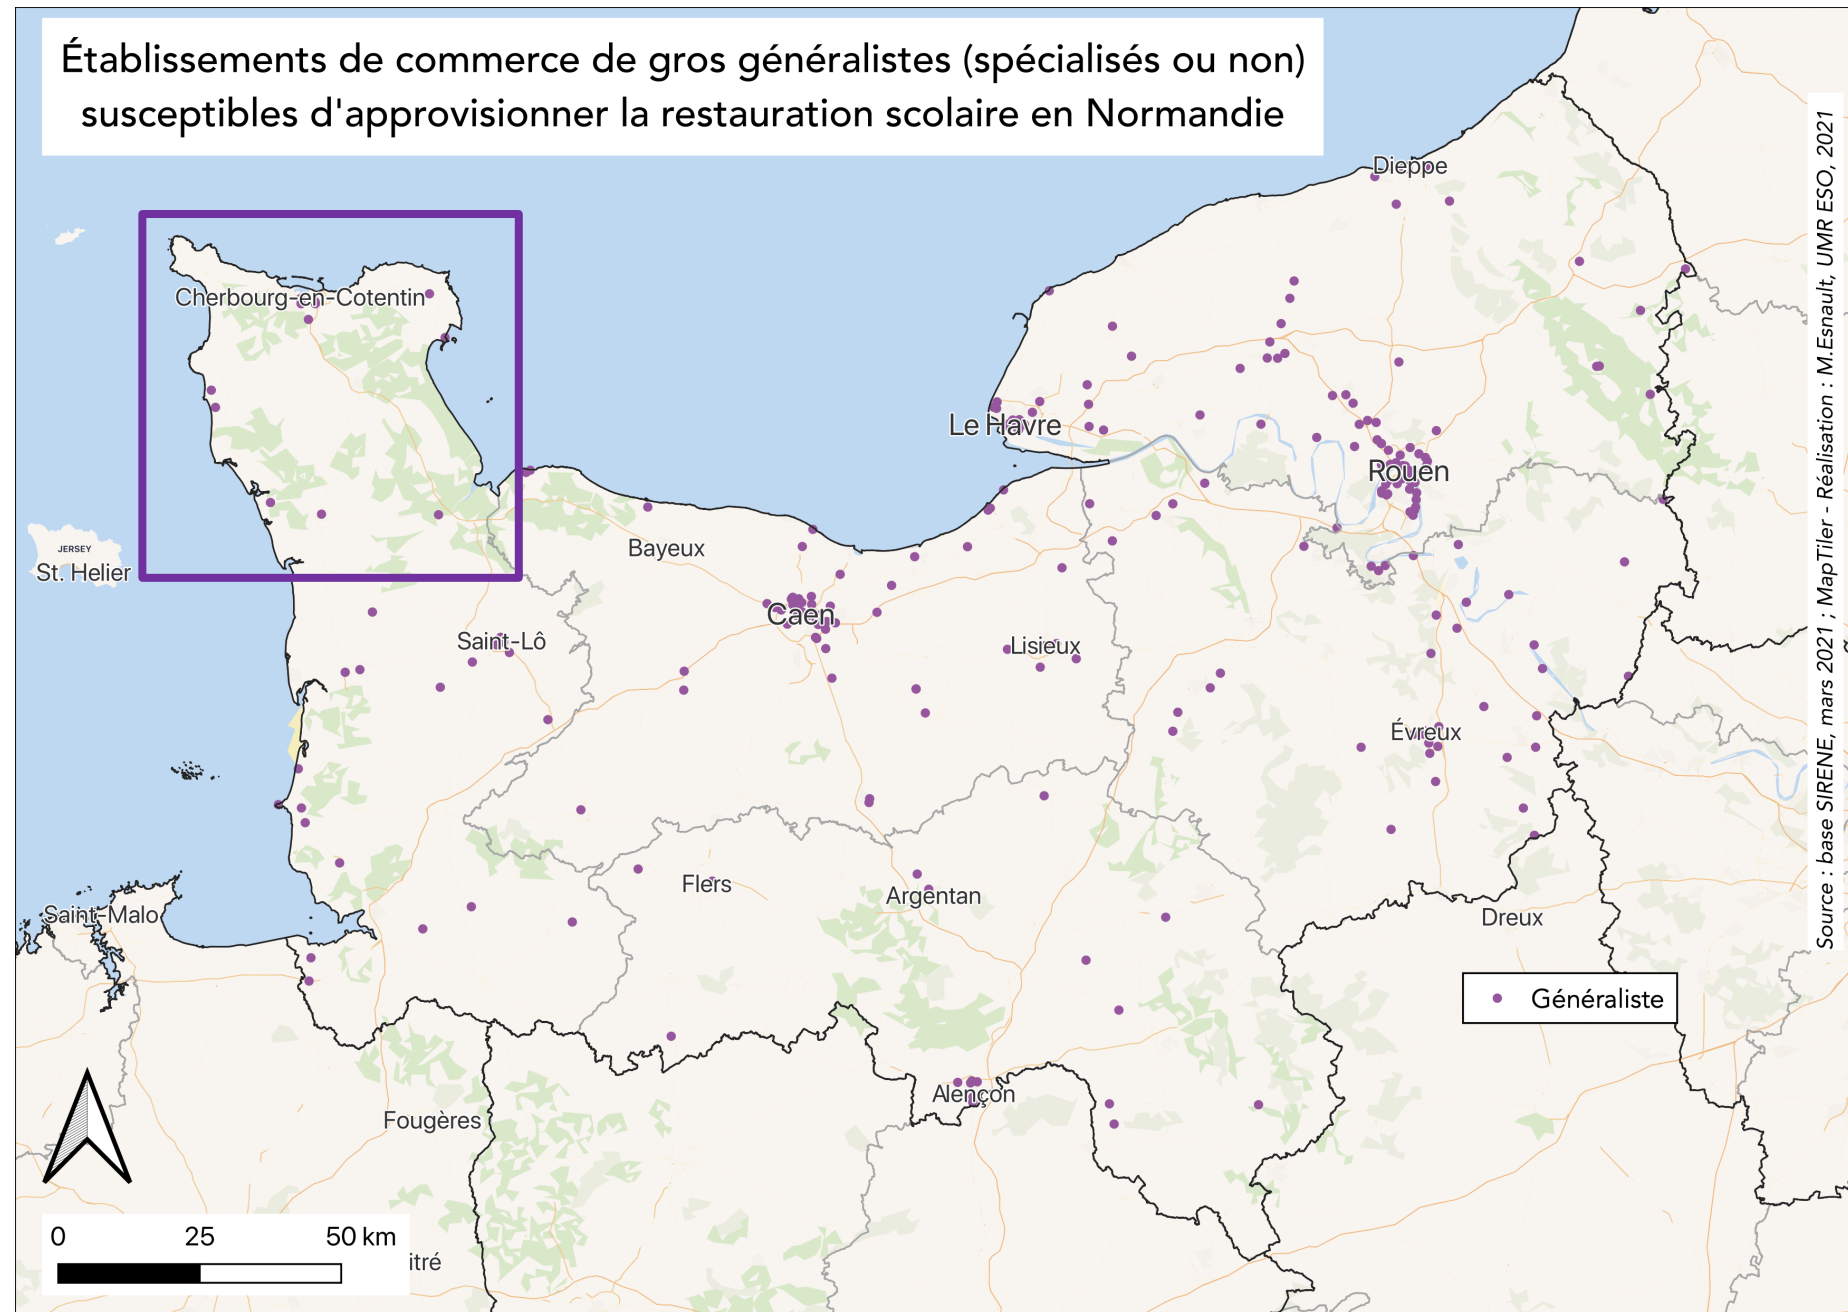 Établissements de commerce de gros généralistes (spécialisés ou non)
susceptibles d'approvisionner la restauration scolaire en Normandie
Dieppe
Cherbourg-en-Cotentin
Le Havre
Rouen
JERSEY
St. Helier
Bayeux
Caen
Saint-Lô
Lisieux
Évreux
Flers
Argentan
Saint-Malo
Dreux
Généraliste
Alençon
Fougères
0 25 50 km
itré
Source : base SIRENE, mars 2021 ; MapTiler - Réalisation : M.Esnault, UMR ESO, 2021